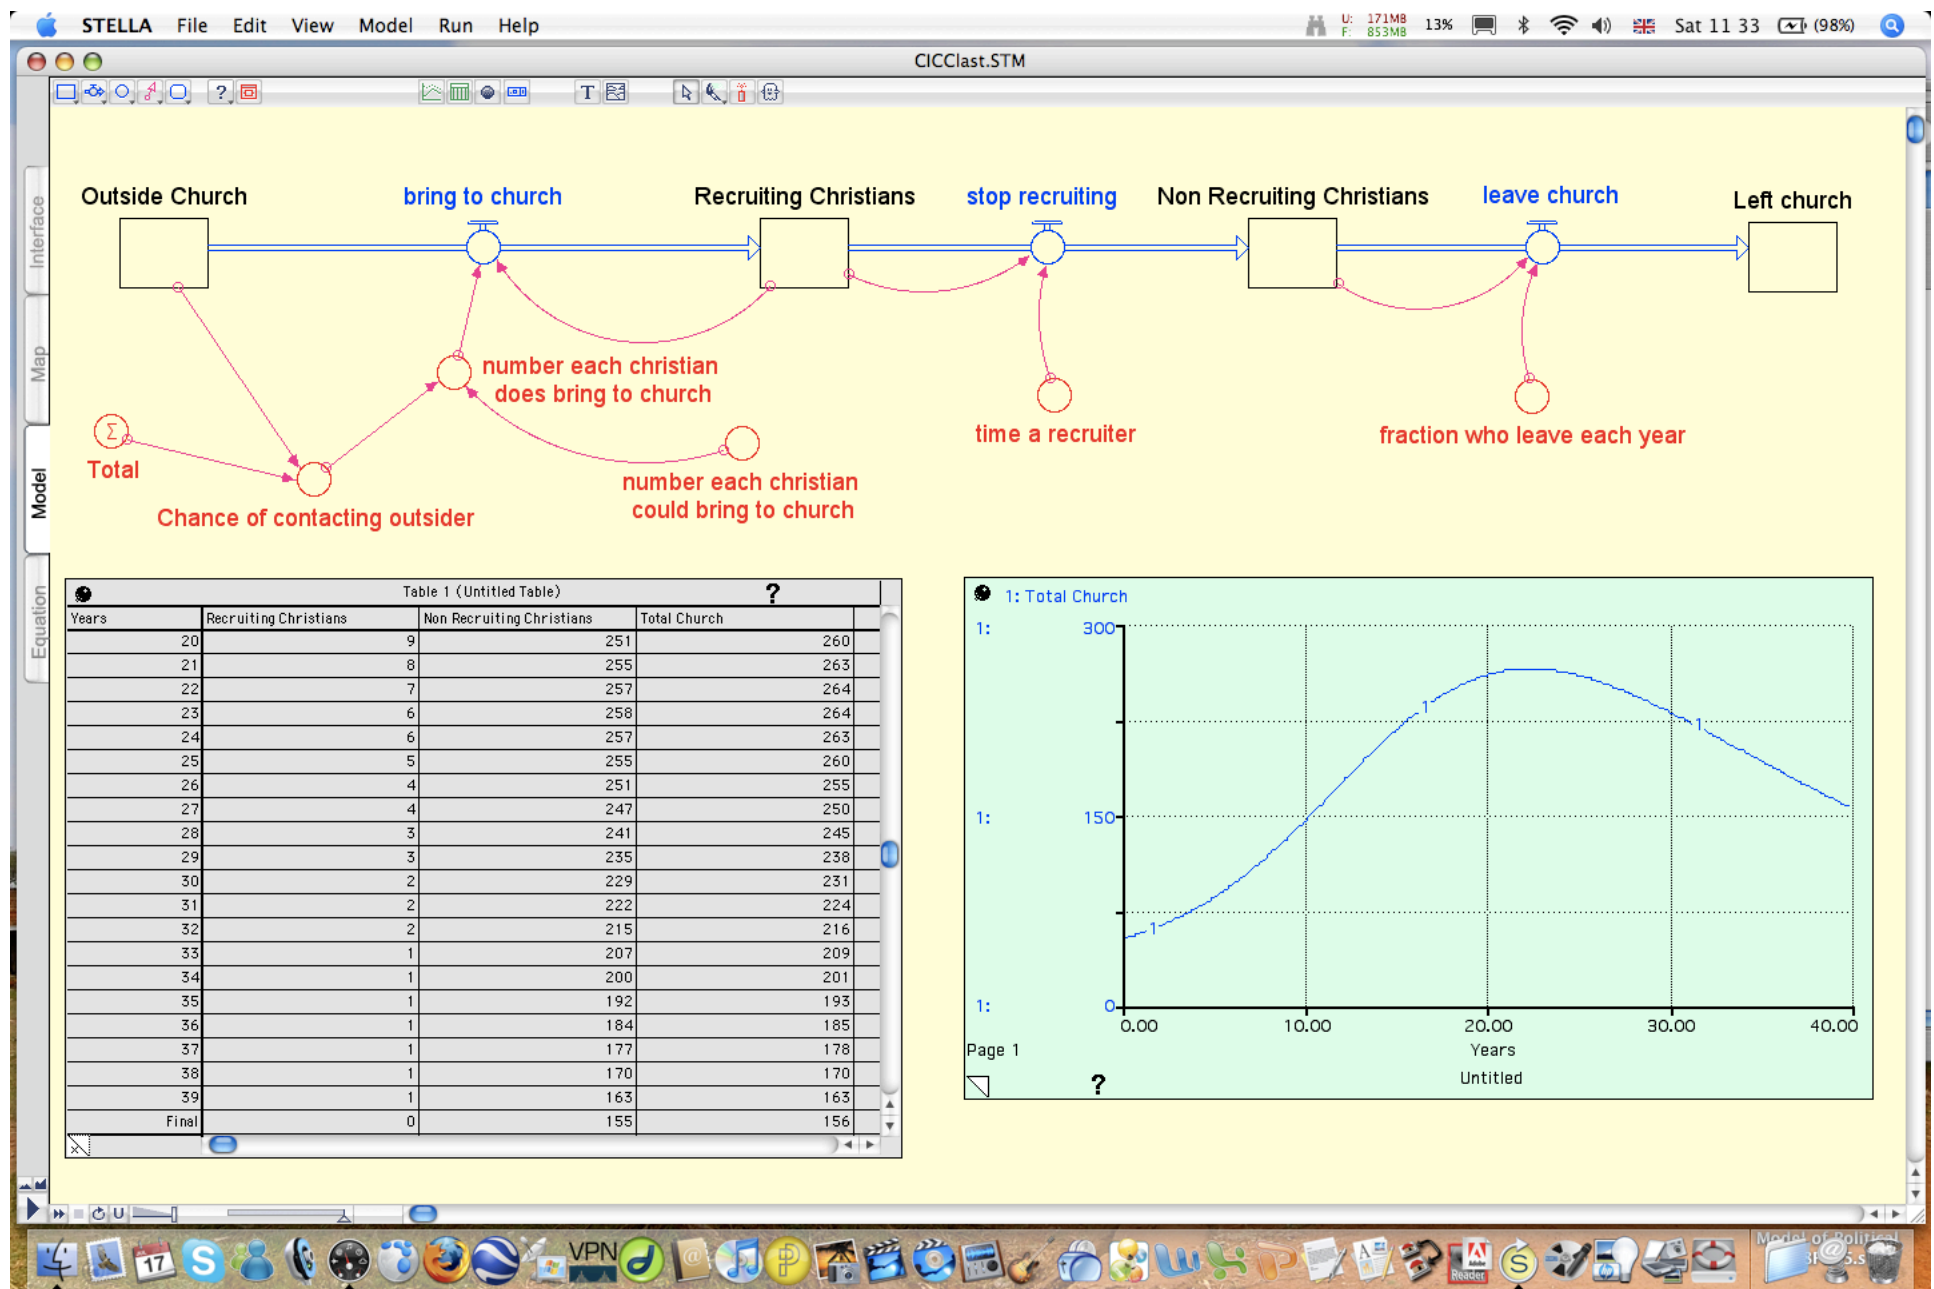 STELLA File Edit View Model Run Help U: 171MB F: 853MB 13% Sat 11 33 (98%)
CICClast.STM
T ?
Interface
Map
Model
Equation
Outside Church bring to church Recruiting Christians stop recruiting Non Recruiting Christians leave church Left church
number each christian
does bring to church
Σ
Total
Chance of contacting outsider
number each christian
could bring to church
time a recruiter
fraction who leave each year
Table 1 (Untitled Table) ?
Years Recruiting Christians Non Recruiting Christians Total Church
20 9 251 260
21 8 255 263
22 7 257 264
23 6 258 264
24 6 257 263
25 5 255 260
26 4 251 255
27 4 247 250
28 3 241 245
29 3 235 238
30 2 229 231
31 2 222 224
32 2 215 216
33 1 207 209
34 1 200 201
35 1 192 193
36 1 184 185
37 1 177 178
38 1 170 170
39 1 163 163
Final 0 155 156
1: Total Church
1: 300
1: 150
1: 0
1 1 1
0.00 10.00 20.00 30.00 40.00
Page 1 Years
? Untitled
U
17 VPN Adobe Reader
Model of Political